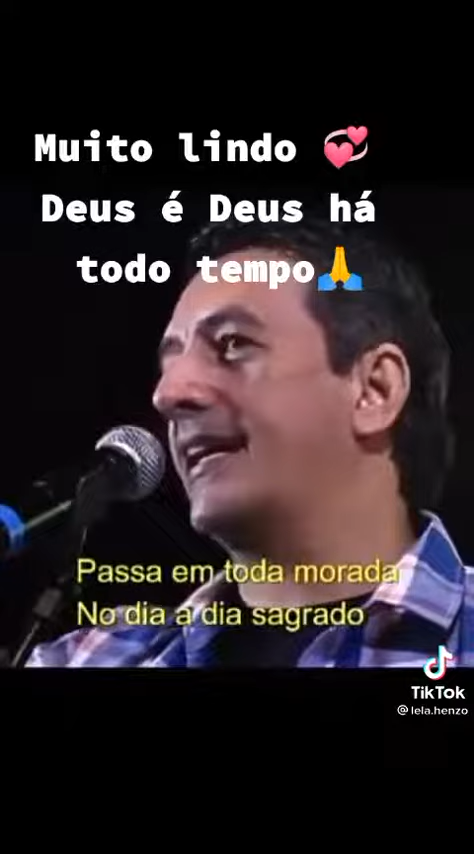 Muito lindo 💞
Deus é Deus há
todo tempo🙏
Passa em toda morada
No dia a dia sagrado
TikTok
@lela.henzo